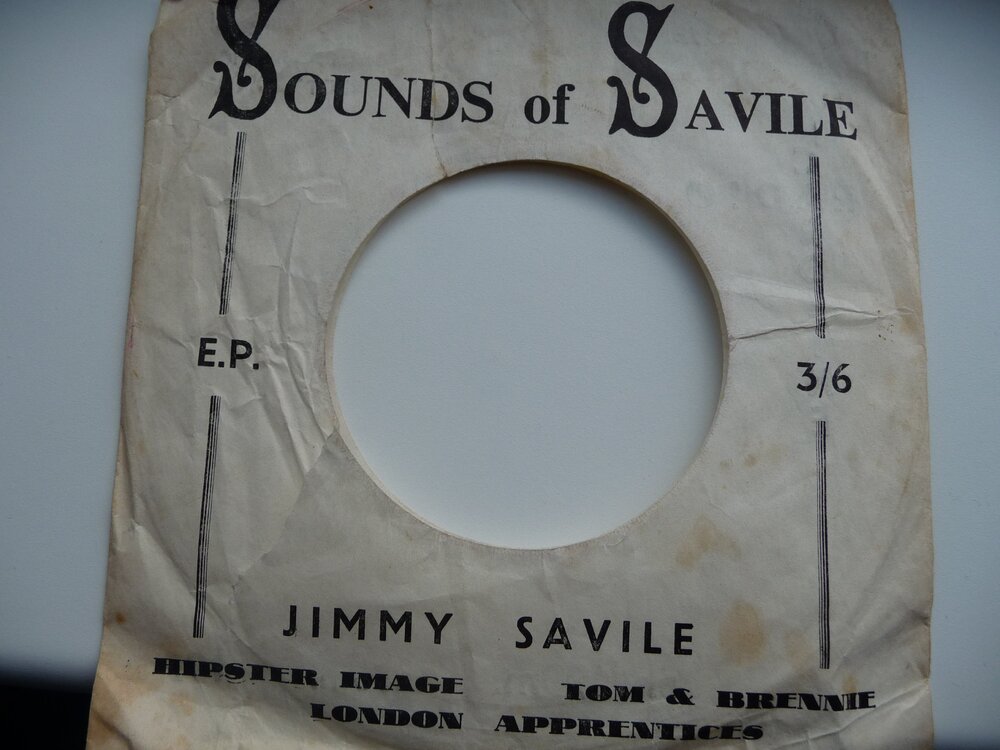 SOUNDS of SAVILE
E.P.
3/6
JIMMY SAVILE
HIPSTER IMAGE TOM & BRENNIE
LONDON APPRENTICES